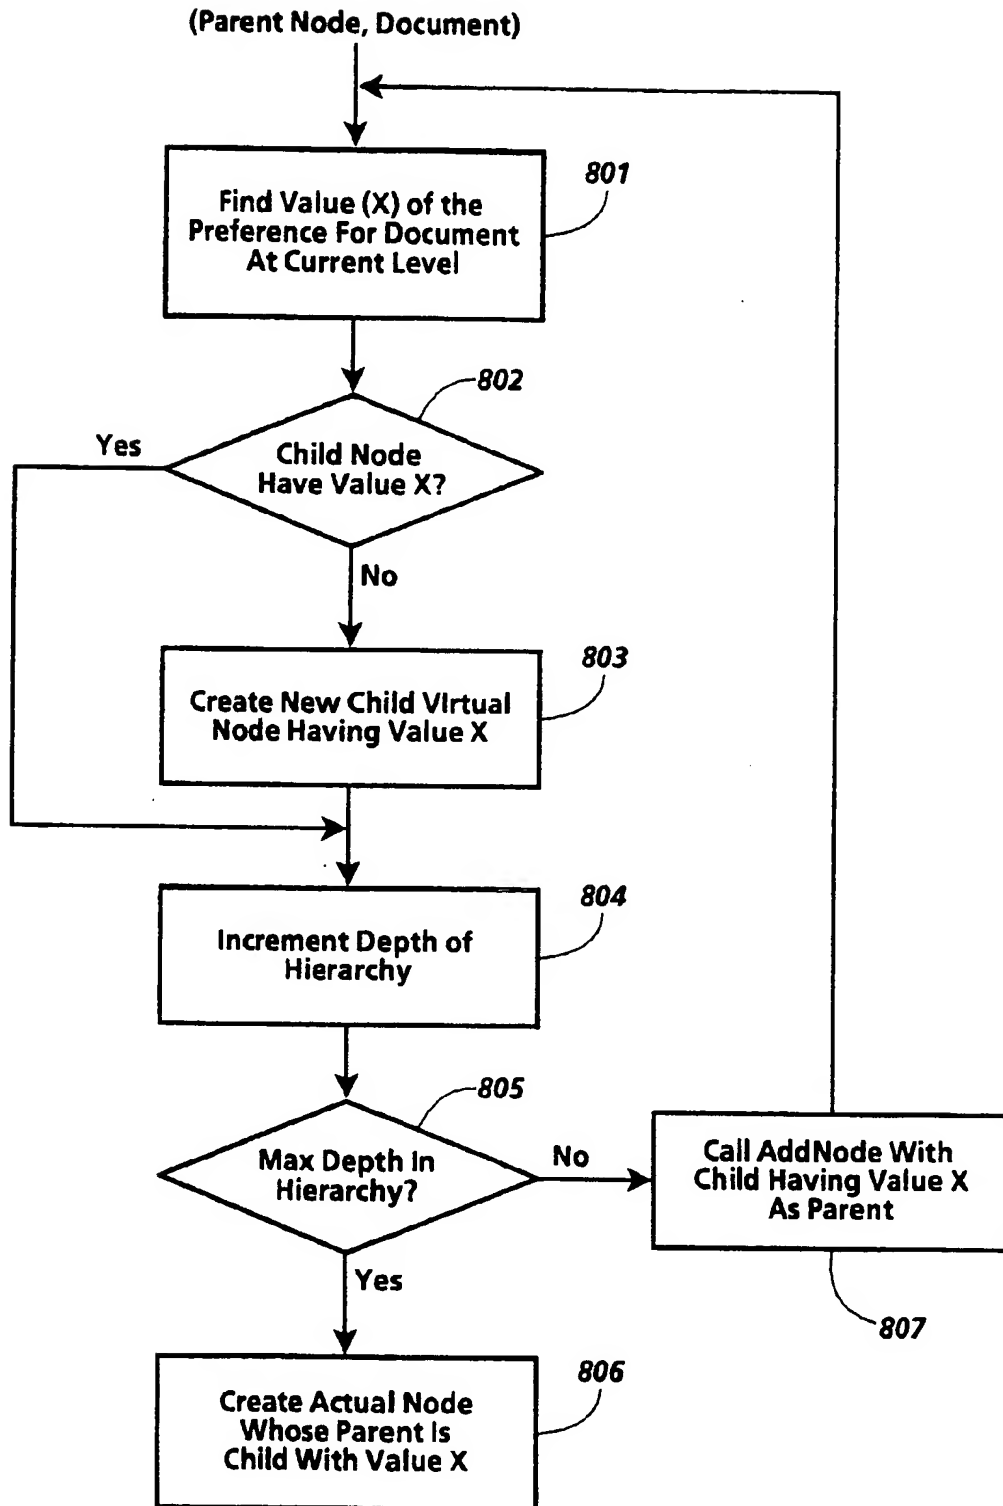 (Parent Node, Document)
801
Find Value (X) of the
Preference For Document
At Current Level
802
Yes
Child Node
Have Value X?
No
803
Create New Child Virtual
Node Having Value X
804
Increment Depth of
Hierarchy
805
Max Depth In
Hierarchy?
No
Call AddNode With
Child Having Value X
As Parent
Yes
807
806
Create Actual Node
Whose Parent Is
Child With Value X